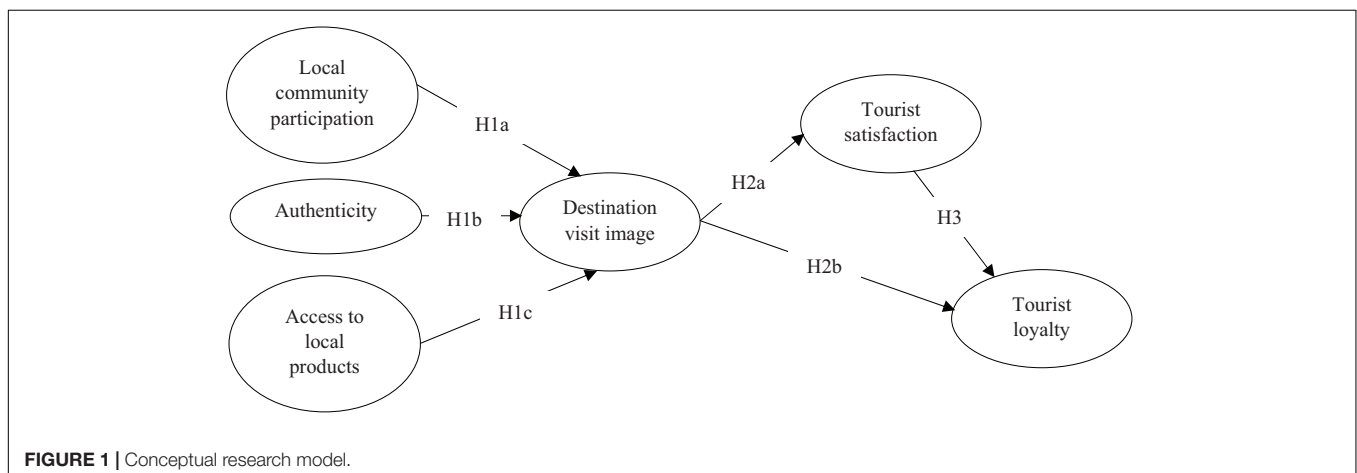 Local
community
participation
H1a
Authenticity
H1b
Access to
local
products
H1c
Destination
visit image
H2a
H2b
Tourist
satisfaction
H3
Tourist
loyalty
FIGURE 1 | Conceptual research model.